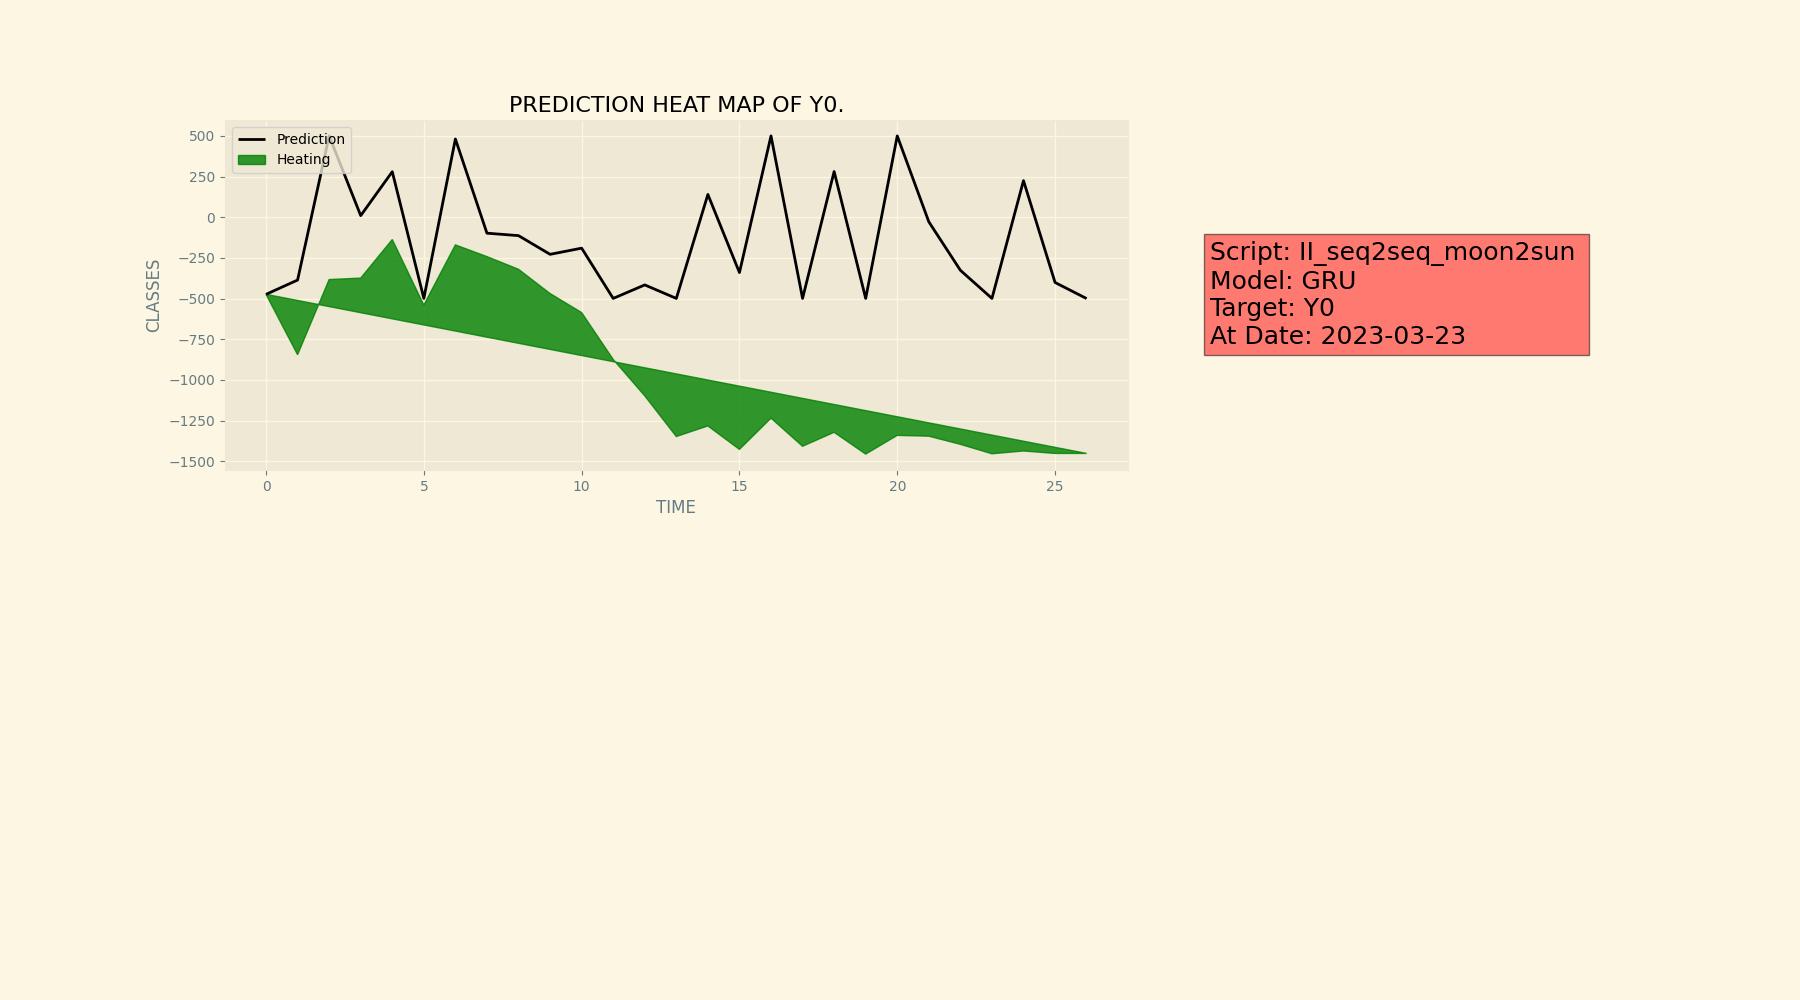 PREDICTION HEAT MAP OF Y0.
Prediction
Heating
500
250
0
−250
−500
−750
−1000
−1250
−1500
CLASSES
0 5 10 15 20 25
TIME
Script: II_seq2seq_moon2sun
Model: GRU
Target: Y0
At Date: 2023-03-23